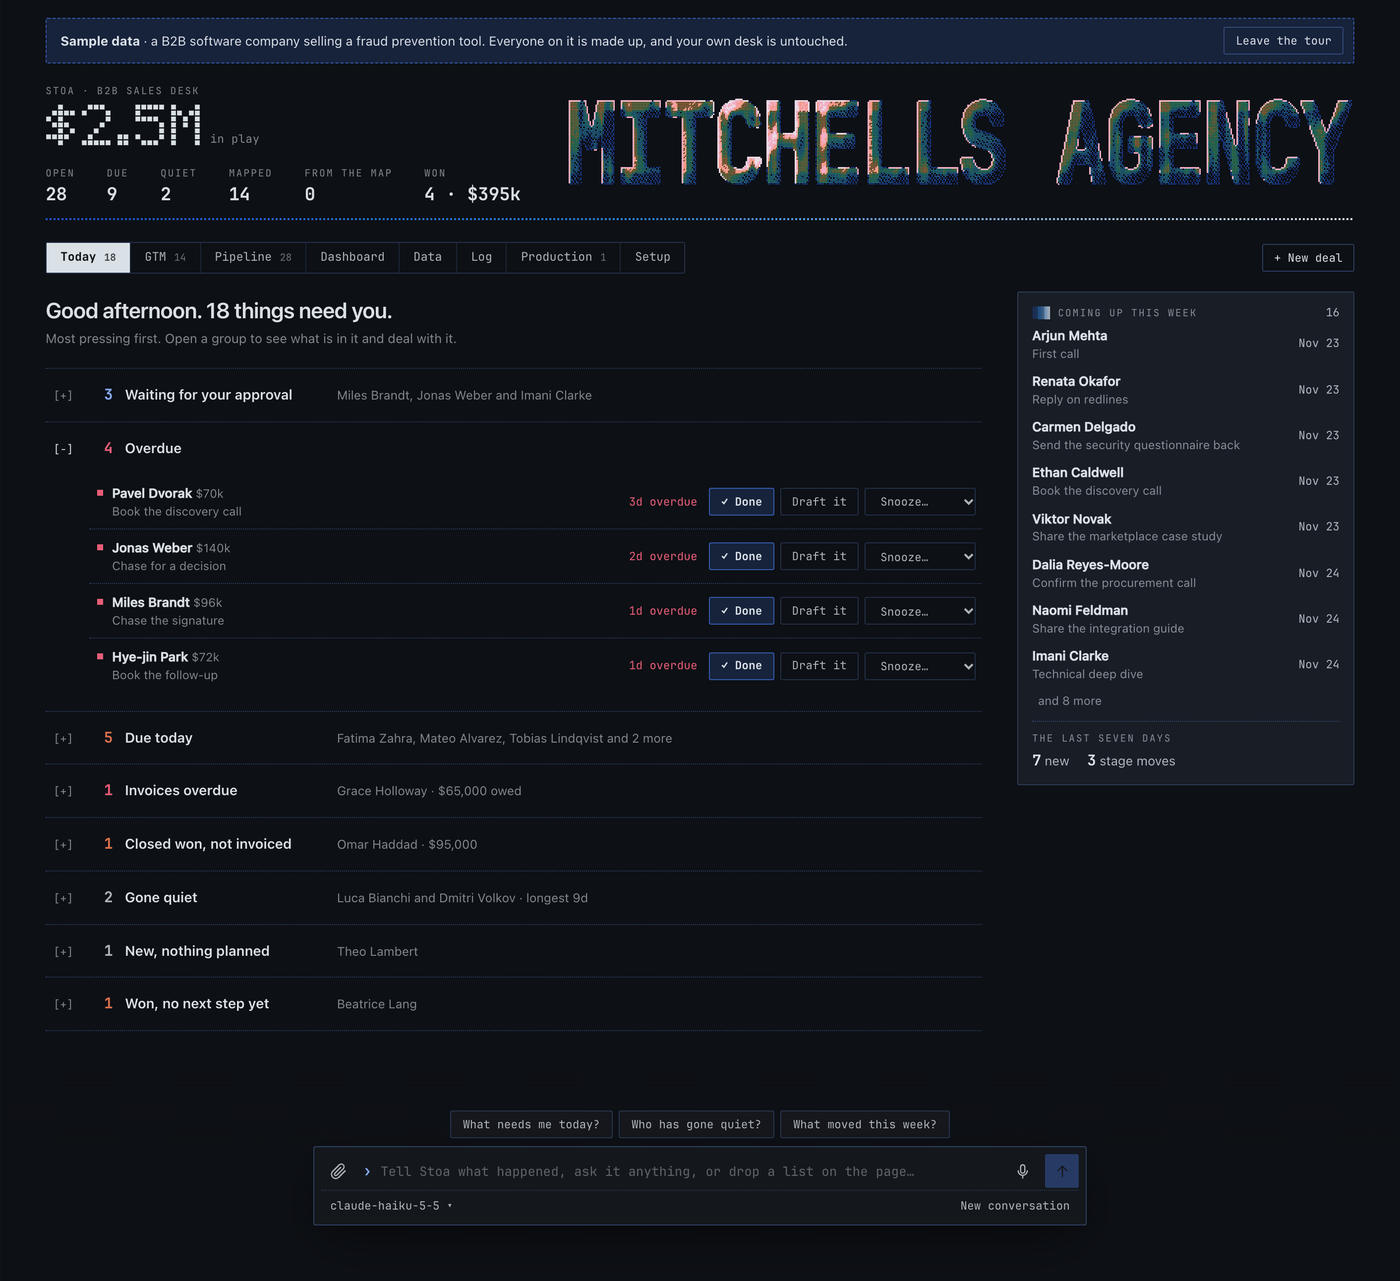 Sample data · a B2B software company selling a fraud prevention tool. Everyone on it is made up, and your own desk is untouched.
Leave the tour
STOA · B2B SALES DESK
$2.5M in play
MITCHELLS AGENCY
OPEN DUE QUIET MAPPED FROM THE MAP WON
28 9 2 14 0 4 · $395k
Today 18 GTM 14 Pipeline 28 Dashboard Data Log Production 1 Setup
+ New deal
Good afternoon. 18 things need you.
Most pressing first. Open a group to see what is in it and deal with it.
[+] 3 Waiting for your approval Miles Brandt, Jonas Weber and Imani Clarke
[-] 4 Overdue
Pavel Dvorak $70k
Book the discovery call
3d overdue ✓ Done Draft it Snooze…
Jonas Weber $140k
Chase for a decision
2d overdue ✓ Done Draft it Snooze…
Miles Brandt $96k
Chase the signature
1d overdue ✓ Done Draft it Snooze…
Hye-jin Park $72k
Book the follow-up
1d overdue ✓ Done Draft it Snooze…
[+] 5 Due today Fatima Zahra, Mateo Alvarez, Tobias Lindqvist and 2 more
[+] 1 Invoices overdue Grace Holloway · $65,000 owed
[+] 1 Closed won, not invoiced Omar Haddad · $95,000
[+] 2 Gone quiet Luca Bianchi and Dmitri Volkov · longest 9d
[+] 1 New, nothing planned Theo Lambert
[+] 1 Won, no next step yet Beatrice Lang
COMING UP THIS WEEK 16
Arjun Mehta
First call
Nov 23
Renata Okafor
Reply on redlines
Nov 23
Carmen Delgado
Send the security questionnaire back
Nov 23
Ethan Caldwell
Book the discovery call
Nov 23
Viktor Novak
Share the marketplace case study
Nov 23
Dalia Reyes-Moore
Confirm the procurement call
Nov 24
Naomi Feldman
Share the integration guide
Nov 24
Imani Clarke
Technical deep dive
Nov 24
and 8 more
THE LAST SEVEN DAYS
7 new 3 stage moves
What needs me today? Who has gone quiet? What moved this week?
› Tell Stoa what happened, ask it anything, or drop a list on the page…
claude-haiku-5-5 ▾ New conversation